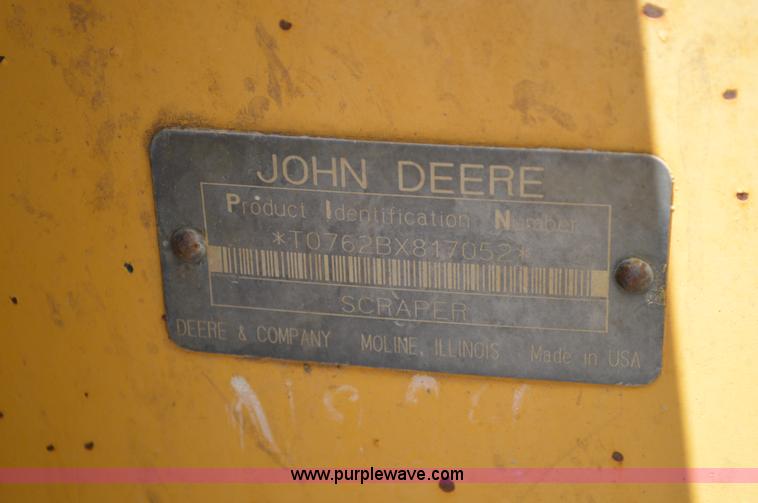 JOHN DEERE
Product Identification Number
*T0762BX817052*
SCRAPER
DEERE & COMPANY MOLINE, ILLINOIS Made in USA
www.purplewave.com